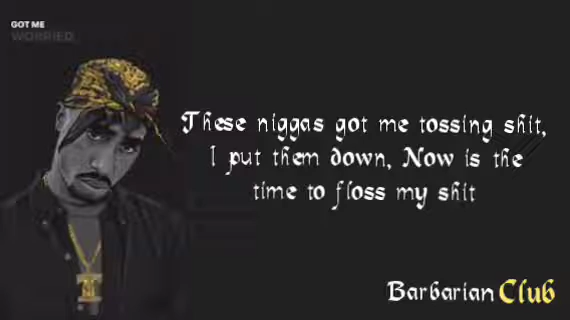 GOT ME
WORRIED
These niggas got me tossing shit,
I put them down, Now is the
time to floss my shit
Barbarian Club